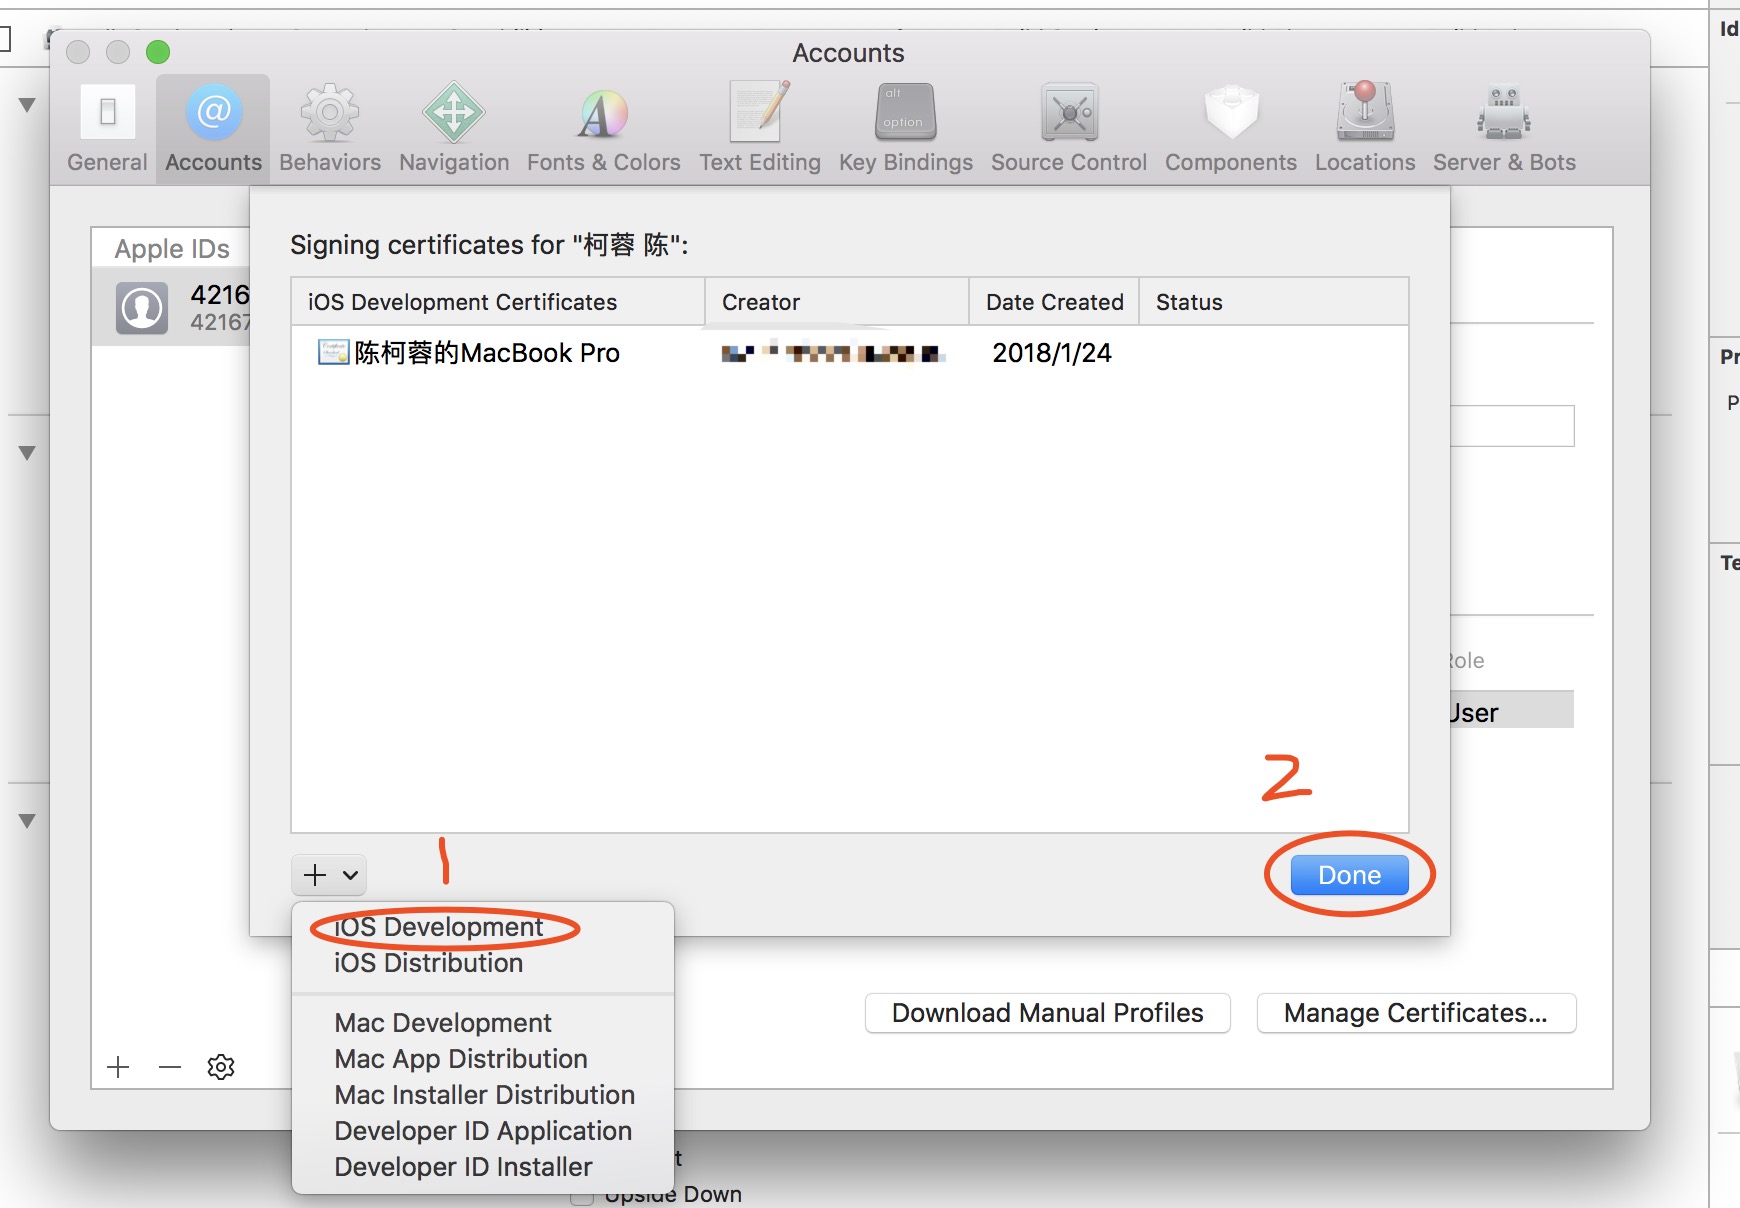 Accounts
General Accounts Behaviors Navigation Fonts & Colors Text Editing Key Bindings Source Control Components Locations Server & Bots
alt
option
Apple IDs
4216
42167
Signing certificates for "柯蓉 陈":
iOS Development Certificates Creator Date Created Status
陈柯蓉的MacBook Pro 2018/1/24
Role
User
2
1
Done
iOS Development
iOS Distribution
Download Manual Profiles Manage Certificates...
Mac Development
Mac App Distribution
Mac Installer Distribution
Developer ID Application
Developer ID Installer
Upside Down
Id
Pr
P
Te